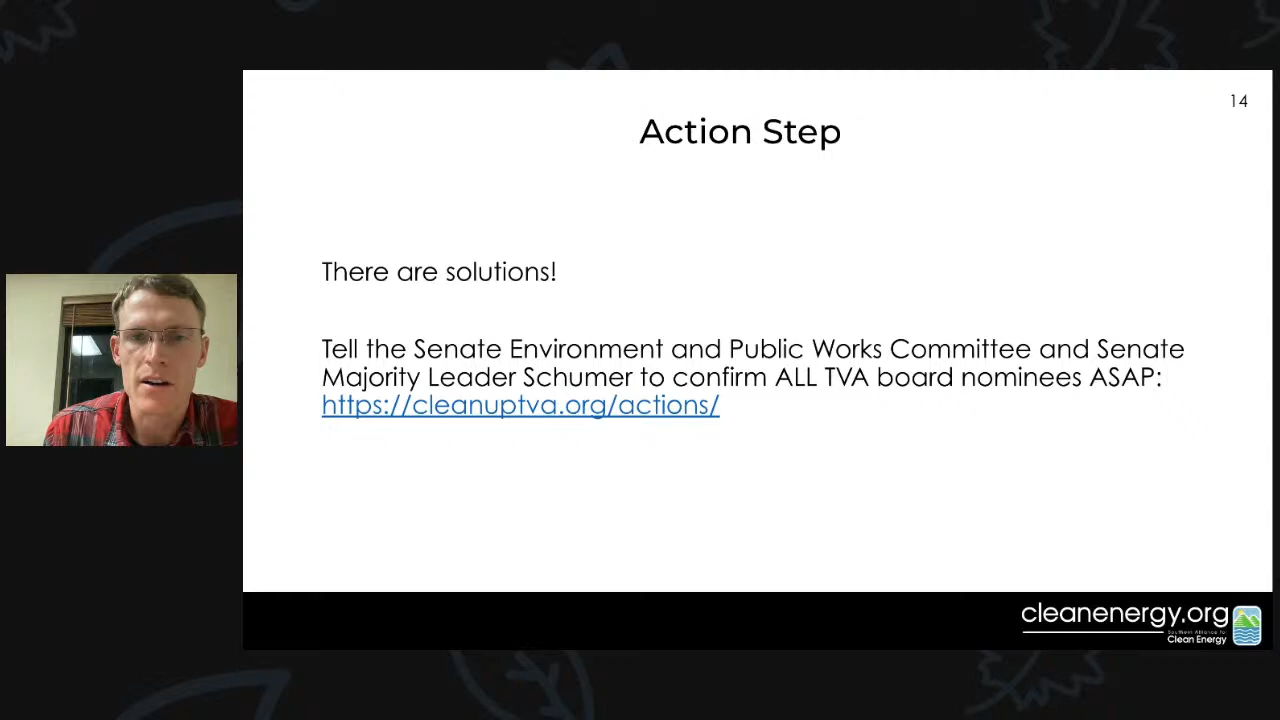 14
Action Step
There are solutions!
Tell the Senate Environment and Public Works Committee and Senate
Majority Leader Schumer to confirm ALL TVA board nominees ASAP:
https://cleanuptva.org/actions/
cleanenergy.org
Southern Alliance for
Clean Energy